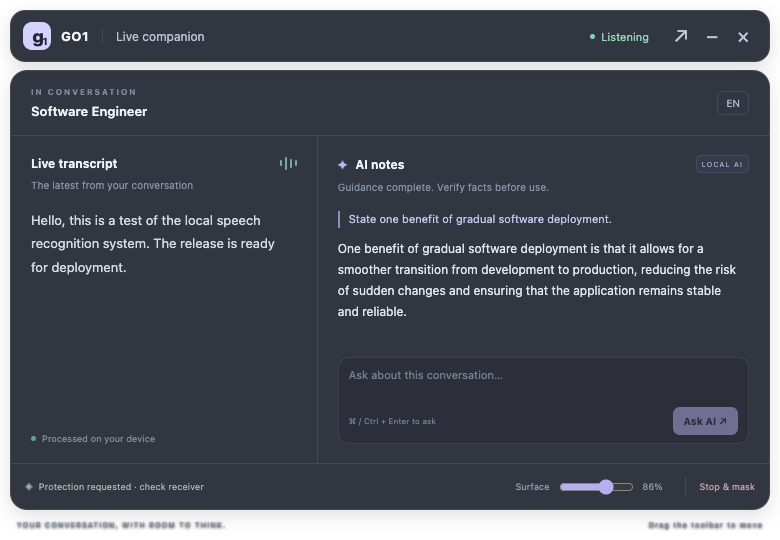 g1 GO1 Live companion Listening
IN CONVERSATION
Software Engineer
EN
Live transcript
The latest from your conversation
Hello, this is a test of the local speech
recognition system. The release is ready
for deployment.
Processed on your device
AI notes
LOCAL AI
Guidance complete. Verify facts before use.
State one benefit of gradual software deployment.
One benefit of gradual software deployment is that it allows for a
smoother transition from development to production, reducing the risk
of sudden changes and ensuring that the application remains stable
and reliable.
Ask about this conversation...
⌘ / Ctrl + Enter to ask
Ask AI ↗
Protection requested · check receiver
Surface 86% Stop & mask
YOUR CONVERSATION, WITH ROOM TO THINK.
Drag the toolbar to move